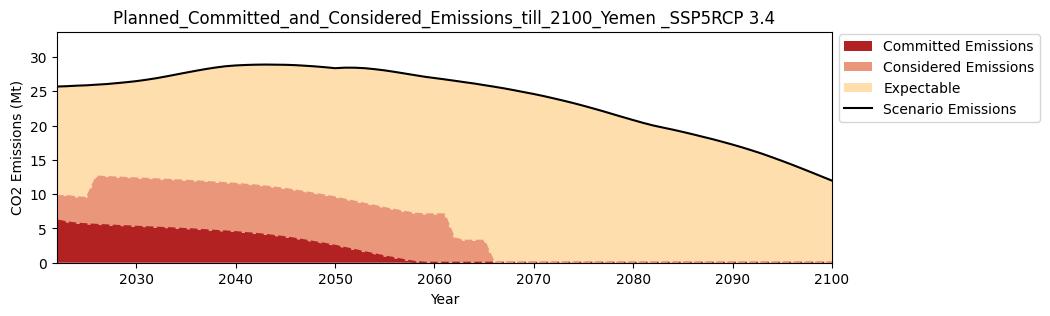 Planned_Committed_and_Considered_Emissions_till_2100_Yemen _SSP5RCP 3.4
Committed Emissions
Considered Emissions
Expectable
Scenario Emissions
CO2 Emissions (Mt)
30
25
20
15
10
5
0
2030 2040 2050 2060 2070 2080 2090 2100
Year